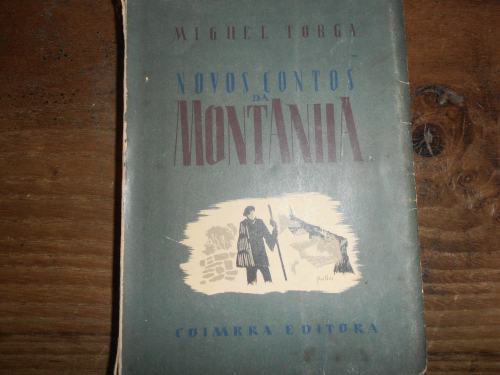 MIGUEL TORGA
NOVOS CONTOS
DA
MONTANHA
COIMBRA EDITORA